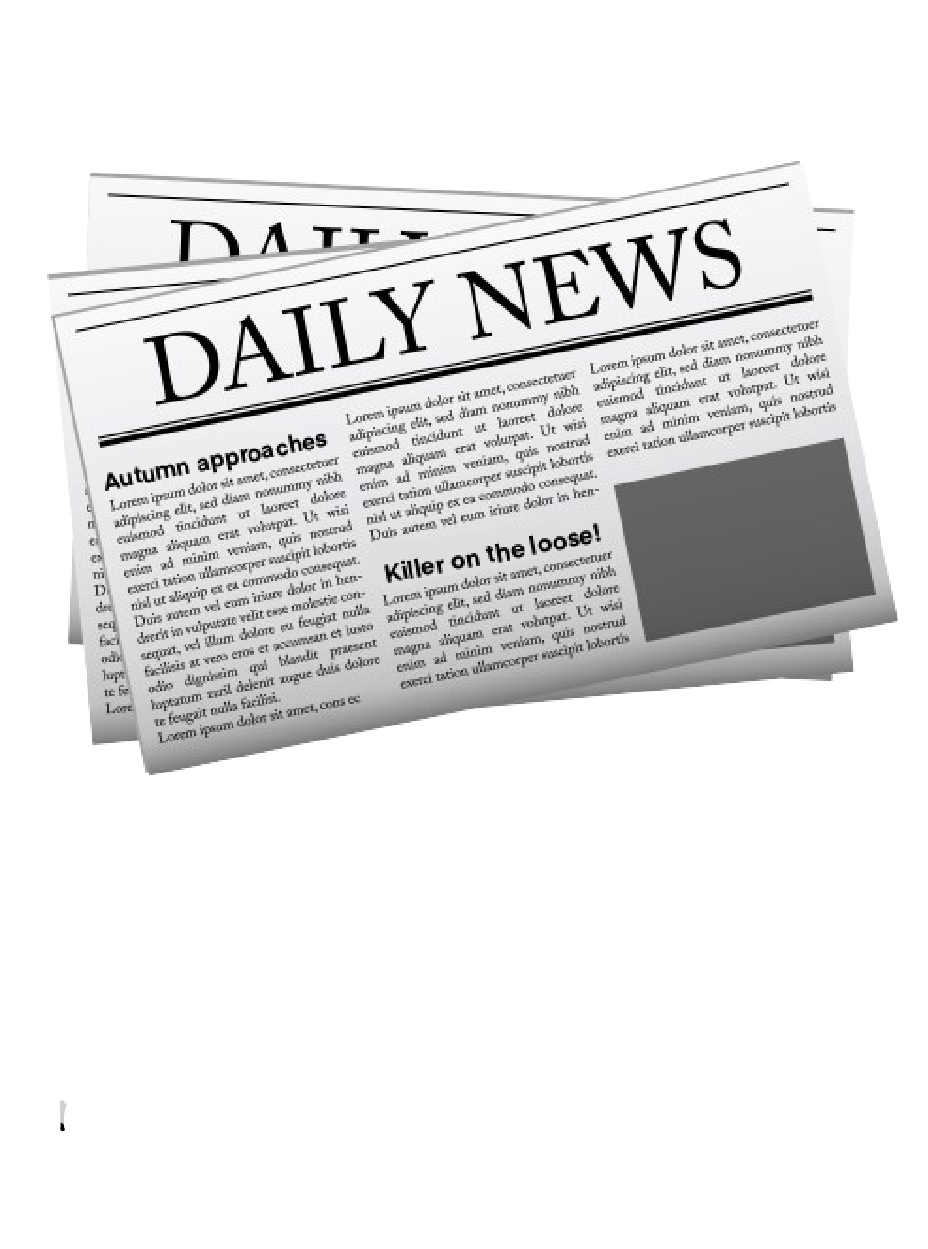 DAILY
DAILY NEWS
Autumn approaches
Lorem ipsum dolor sit amet, consectetuer
adipiscing elit, sed diam nonummy nibh
euismod tincidunt ut laoreet dolore
magna aliquam erat volutpat. Ut wisi
enim ad minim veniam, quis nostrud
exerci tation ullamcorper suscipit lobortis
nisl ut aliquip ex ea commodo consequat.
Duis autem vel eum iriure dolor in hen-
drerit in vulputate velit esse molestie con-
sequat, vel illum dolore eu feugiat nulla
facilisis at vero eros et accumsan et iusto
odio dignissim qui blandit praesent
luptatum zzril delenit augue duis dolore
te feugait nulla facilisi.
Lorem ipsum dolor sit amet, cons ec
Lorem ipsum dolor sit amet, consectetuer
adipiscing elit, sed diam nonummy nibh
euismod tincidunt ut laoreet dolore
magna aliquam erat volutpat. Ut wisi
enim ad minim veniam, quis nostrud
exerci tation ullamcorper suscipit lobortis
nisl ut aliquip ex ea commodo consequat.
Duis autem vel eum iriure dolor in hen-
Killer on the loose!
Lorem ipsum dolor sit amet, consectetuer
adipiscing elit, sed diam nonummy nibh
euismod tincidunt ut laoreet dolore
magna aliquam erat volutpat. Ut wisi
enim ad minim veniam, quis nostrud
exerci tation ullamcorper suscipit lobortis
Lorem ipsum dolor sit amet, consectetuer
adipiscing elit, sed diam nonummy nibh
euismod tincidunt ut laoreet dolore
magna aliquam erat volutpat. Ut wisi
enim ad minim veniam, quis nostrud
exerci tation ullamcorper suscipit lobortis